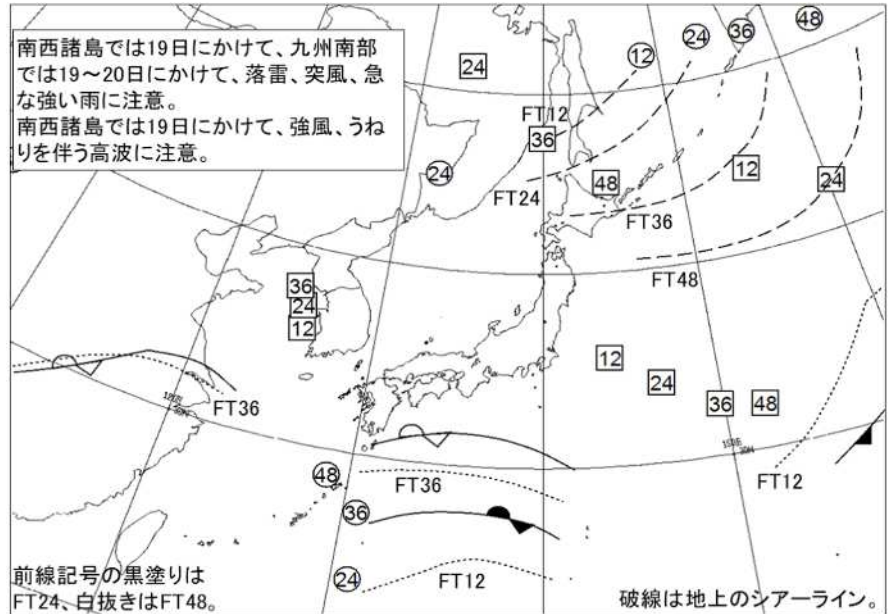 南西諸島では19日にかけて、九州南部
では19～20日にかけて、落雷、突風、急
な強い雨に注意。
南西諸島では19日にかけて、強風、うね
りを伴う高波に注意。
48
36
24
12
24
FT12
36
24
48
12
24
FT24
FT36
FT48
36
24
12
12
24
36
48
FT36
120E
30N
150E
30N
FT12
48
FT36
36
24
FT12
前線記号の黒塗りは
FT24、白抜きはFT48。
破線は地上のシアーライン。